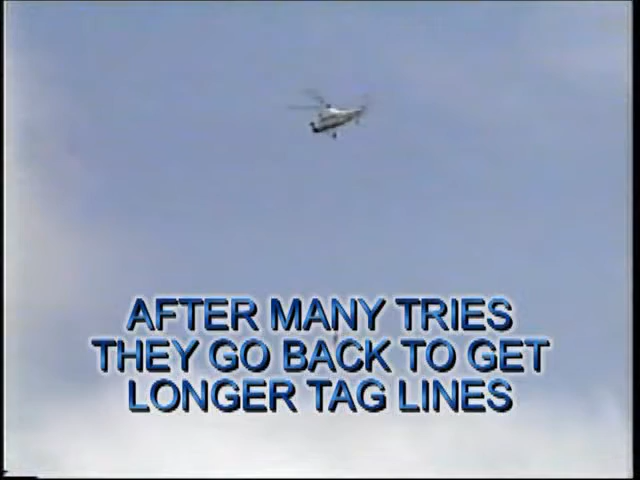 AFTER MANY TRIES
THEY GO BACK TO GET
LONGER TAG LINES